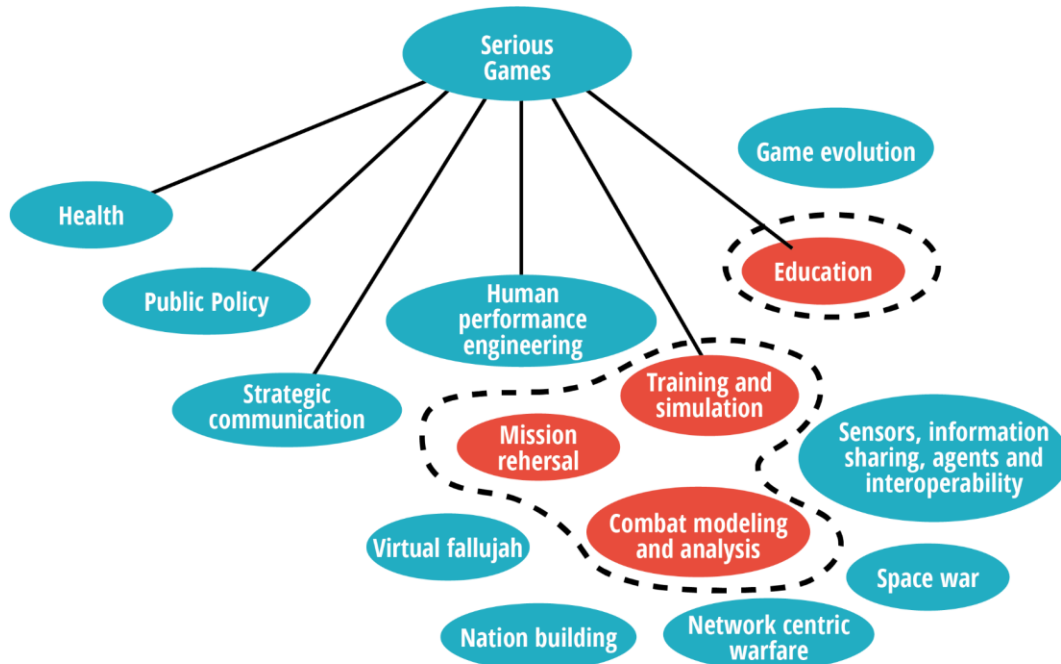 Serious
Games
Game evolution
Health
Education
Public Policy
Human
performance
engineering
Training and
simulation
Strategic
communication
Mission
rehersal
Sensors, information
sharing, agents and
interoperability
Combat modeling
and analysis
Virtual fallujah
Space war
Nation building
Network centric
warfare